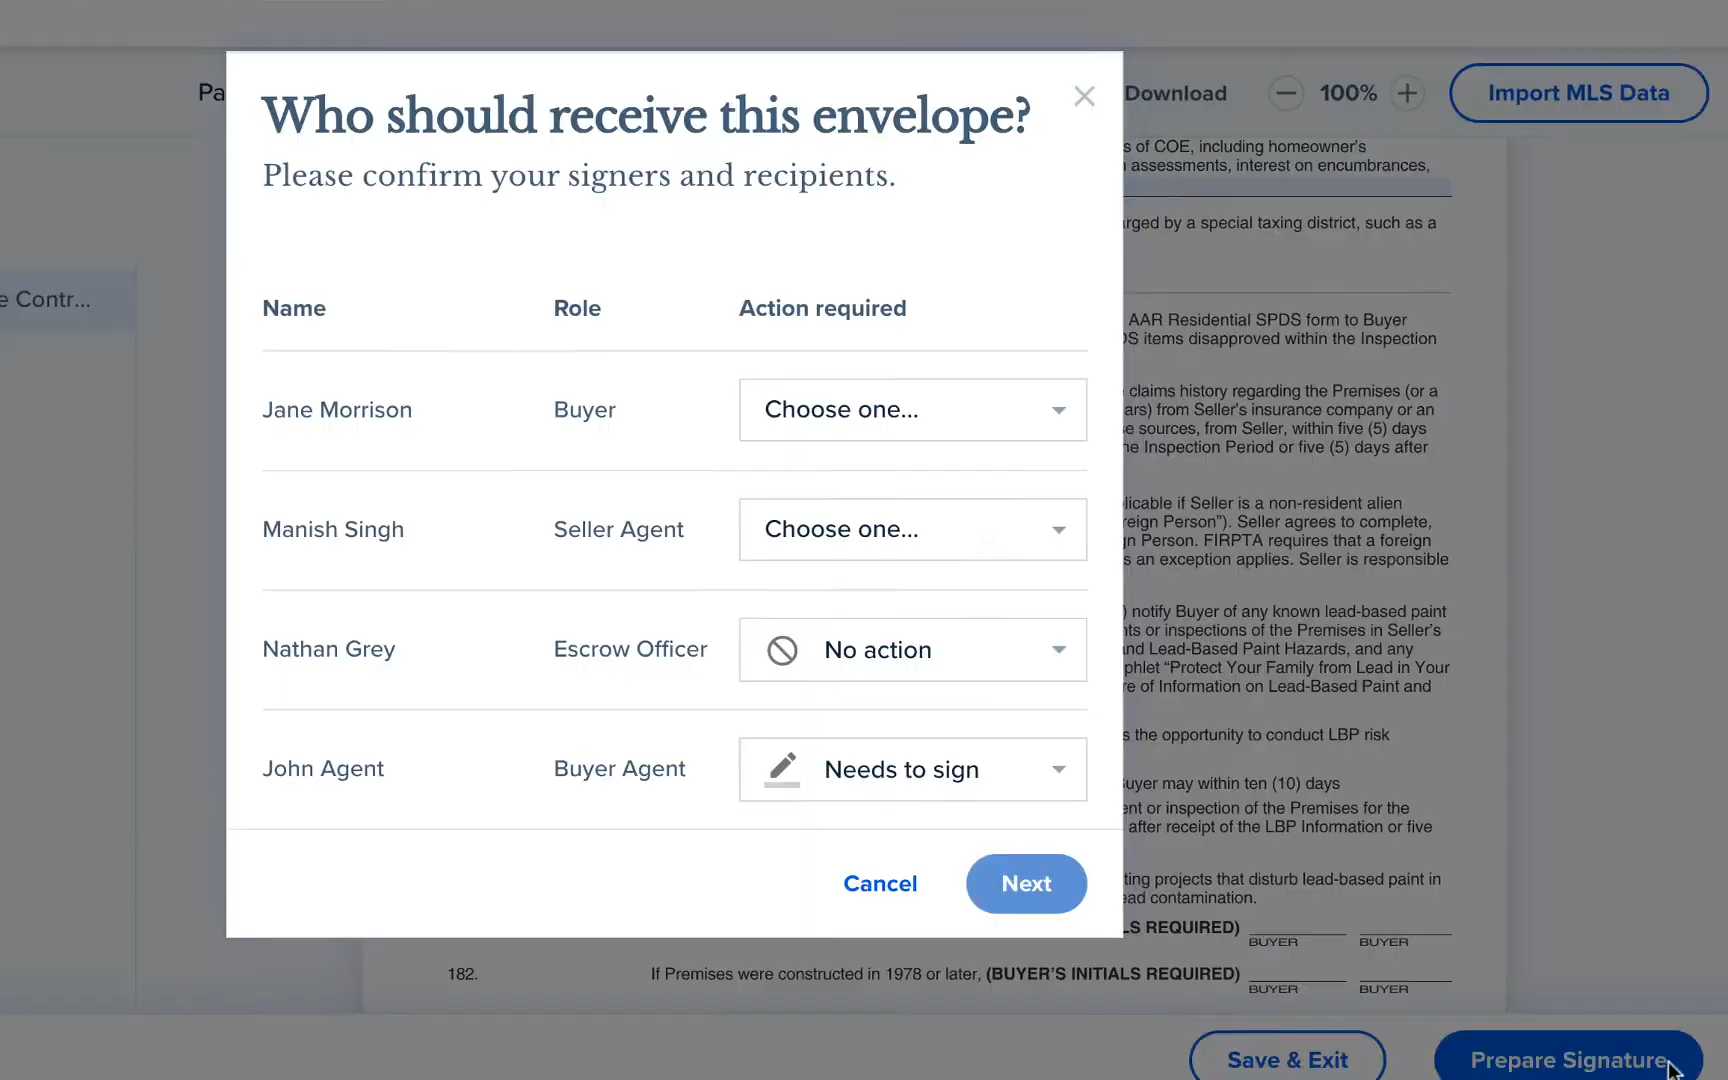 Pa
Download
100%
Import MLS Data
Who should receive this envelope?
Please confirm your signers and recipients.
Name Role Action required
Jane Morrison Buyer Choose one...
Manish Singh Seller Agent Choose one...
Nathan Grey Escrow Officer No action
John Agent Buyer Agent Needs to sign
Cancel Next
e Contr...
s of COE, including homeowner's
assessments, interest on encumbrances,
rged by a special taxing district, such as a
AAR Residential SPDS form to Buyer
S items disapproved within the Inspection
claims history regarding the Premises (or a
ars) from Seller's insurance company or an
e sources, from Seller, within five (5) days
ne Inspection Period or five (5) days after
licable if Seller is a non-resident alien
reign Person"). Seller agrees to complete,
n Person. FIRPTA requires that a foreign
s an exception applies. Seller is responsible
) notify Buyer of any known lead-based paint
ts or inspections of the Premises in Seller's
nd Lead-Based Paint Hazards, and any
phlet “Protect Your Family from Lead in Your
re of Information on Lead-Based Paint and
s the opportunity to conduct LBP risk
uyer may within ten (10) days
ent or inspection of the Premises for the
after receipt of the LBP Information or five
ting projects that disturb lead-based paint in
ead contamination.
LS REQUIRED)
BUYER BUYER
182. If Premises were constructed in 1978 or later, (BUYER'S INITIALS REQUIRED)
BUYER BUYER
Save & Exit
Prepare Signature